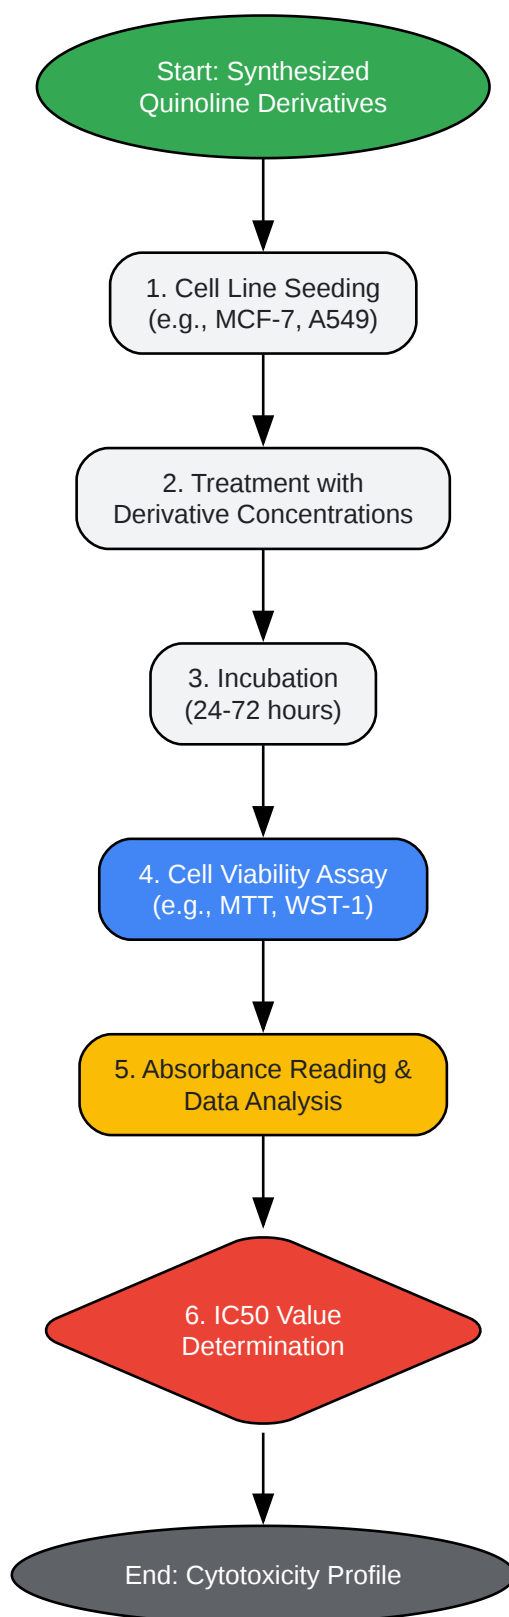 Start: Synthesized
Quinoline Derivatives
1. Cell Line Seeding
(e.g., MCF-7, A549)
2. Treatment with
Derivative Concentrations
3. Incubation
(24-72 hours)
4. Cell Viability Assay
(e.g., MTT, WST-1)
5. Absorbance Reading &
Data Analysis
6. IC50 Value
Determination
End: Cytotoxicity Profile